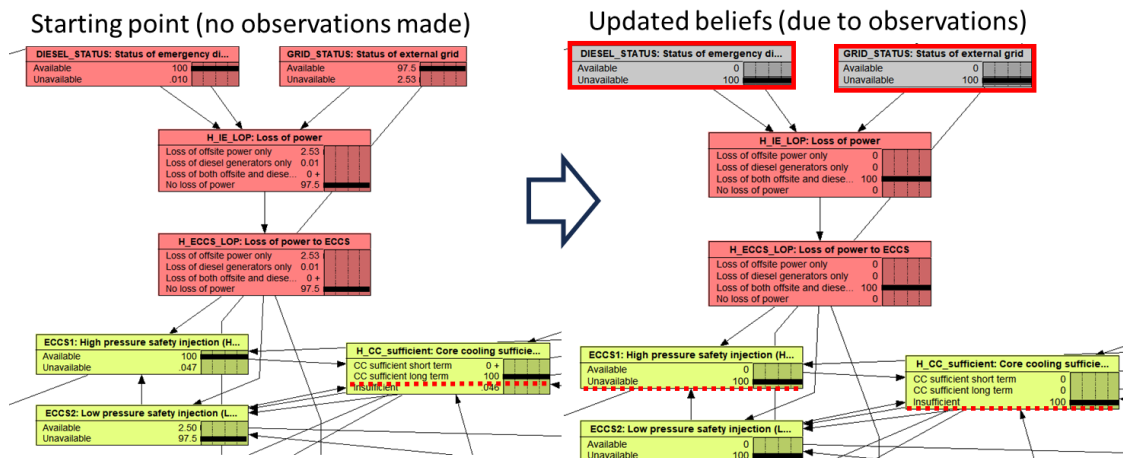 Starting point (no observations made)
DIESEL_STATUS: Status of emergency di...
Available 100
Unavailable .010
GRID_STATUS: Status of external grid
Available 97.5
Unavailable 2.53
H_IE_LOP: Loss of power
Loss of offsite power only 2.53
Loss of diesel generators only 0.01
Loss of both offsite and diese... 0 +
No loss of power 97.5
H_ECCS_LOP: Loss of power to ECCS
Loss of offsite power only 2.53
Loss of diesel generators only 0.01
Loss of both offsite and diese... 0 +
No loss of power 97.5
ECCS1: High pressure safety injection (H...
Available 100
Unavailable .047
H_CC_sufficient: Core cooling sufficie...
CC sufficient short term 0 +
CC sufficient long term 100
Insufficient .046
ECCS2: Low pressure safety injection (L...
Available 2.50
Unavailable 97.5
Updated beliefs (due to observations)
DIESEL_STATUS: Status of emergency di...
Available 0
Unavailable 100
GRID_STATUS: Status of external grid
Available 0
Unavailable 100
H_IE_LOP: Loss of power
Loss of offsite power only 0
Loss of diesel generators only 0
Loss of both offsite and diese... 100
No loss of power 0
H_ECCS_LOP: Loss of power to ECCS
Loss of offsite power only 0
Loss of diesel generators only 0
Loss of both offsite and diese... 100
No loss of power 0
ECCS1: High pressure safety injection (H...
Available 0
Unavailable 100
H_CC_sufficient: Core cooling sufficie...
CC sufficient short term 0
CC sufficient long term 0
Insufficient 100
ECCS2: Low pressure safety injection (L...
Available 0
Unavailable 100